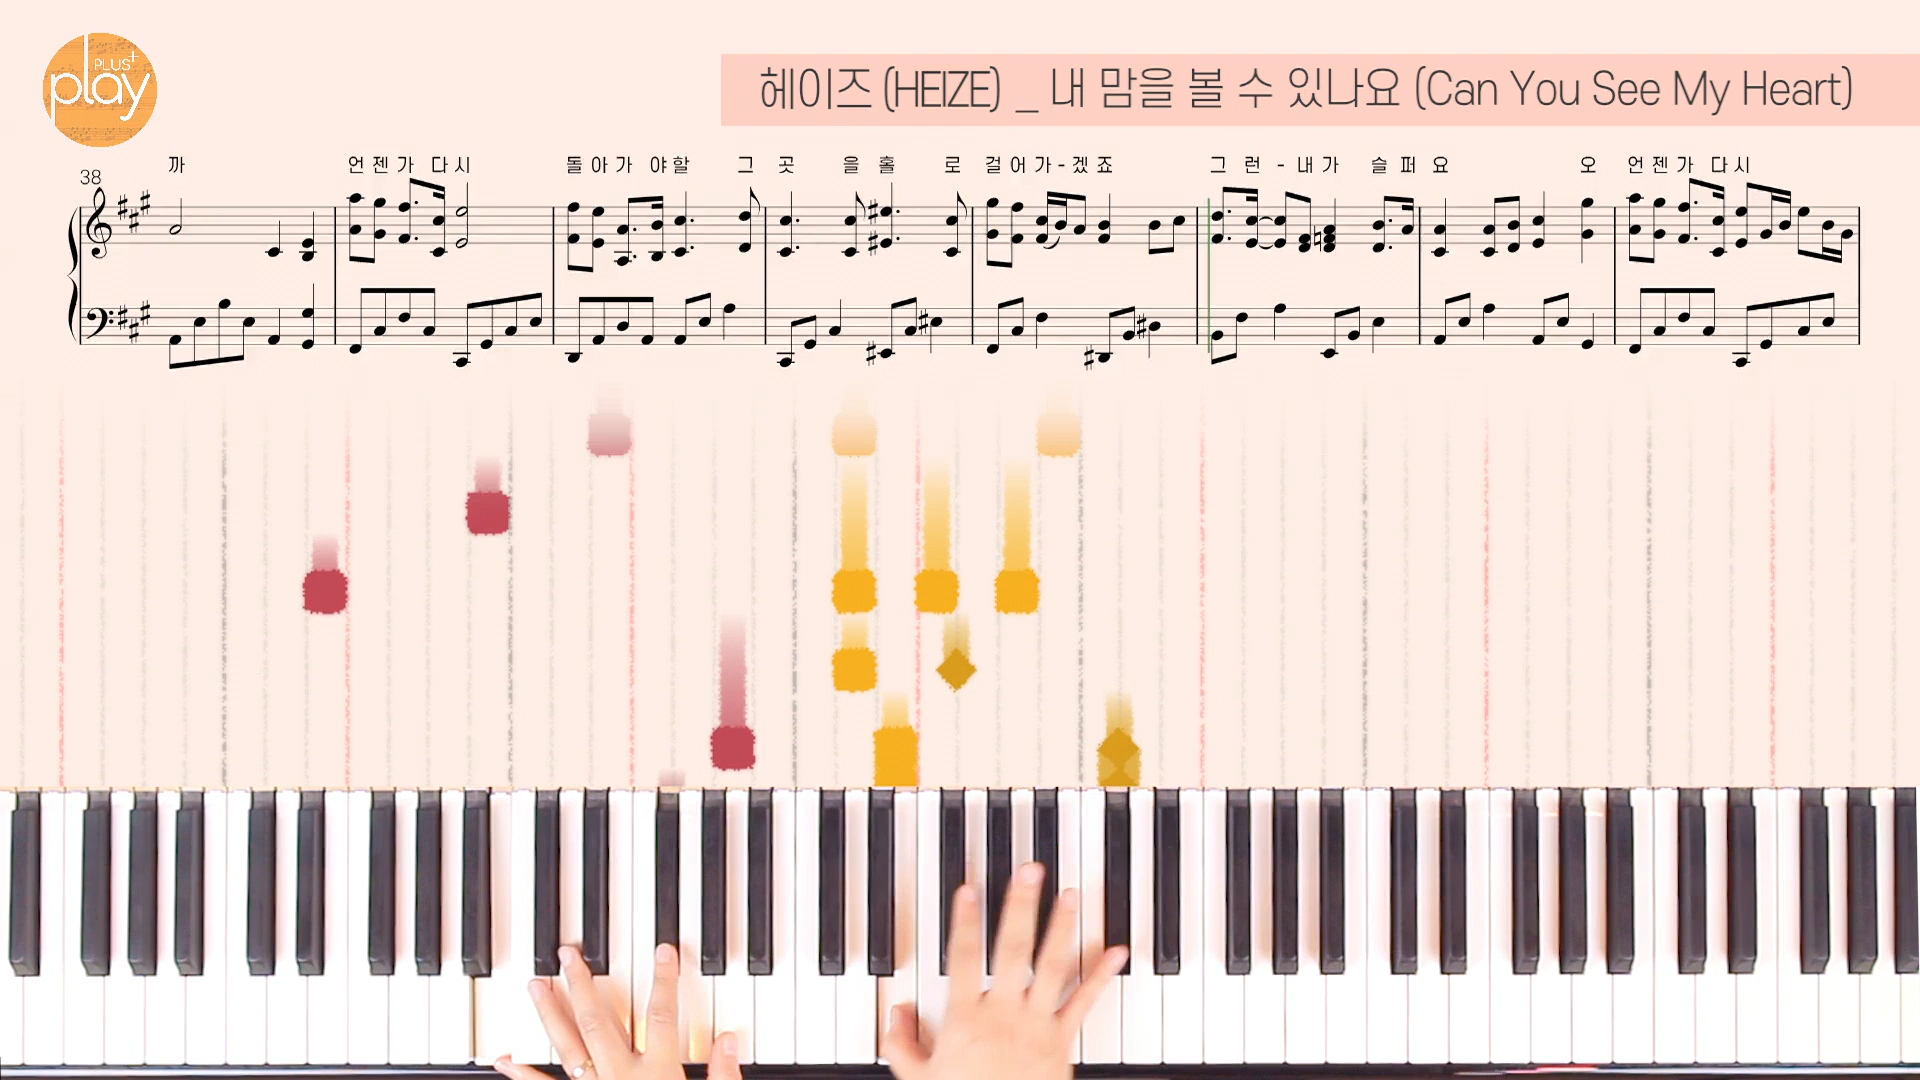 play PLUS+
헤이즈 (HEIZE) _ 내 맘을 볼 수 있나요 (Can You See My Heart)
까 언젠가 다시 돌아가 야할 그 곳 을 홀 로 걸어가-겠죠 그 런 - 내가 슬퍼 요 오 언젠가 다시
38